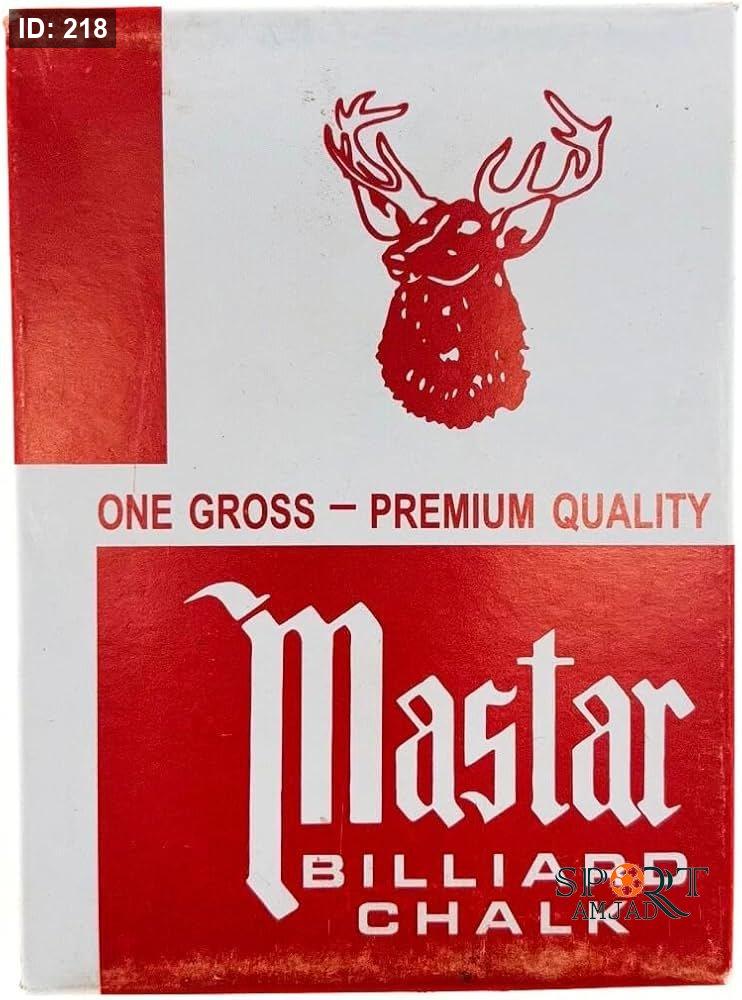 ID: 218
ONE GROSS – PREMIUM QUALITY
Mastar
BILLIARD
CHALK
SPORT
AMJAD